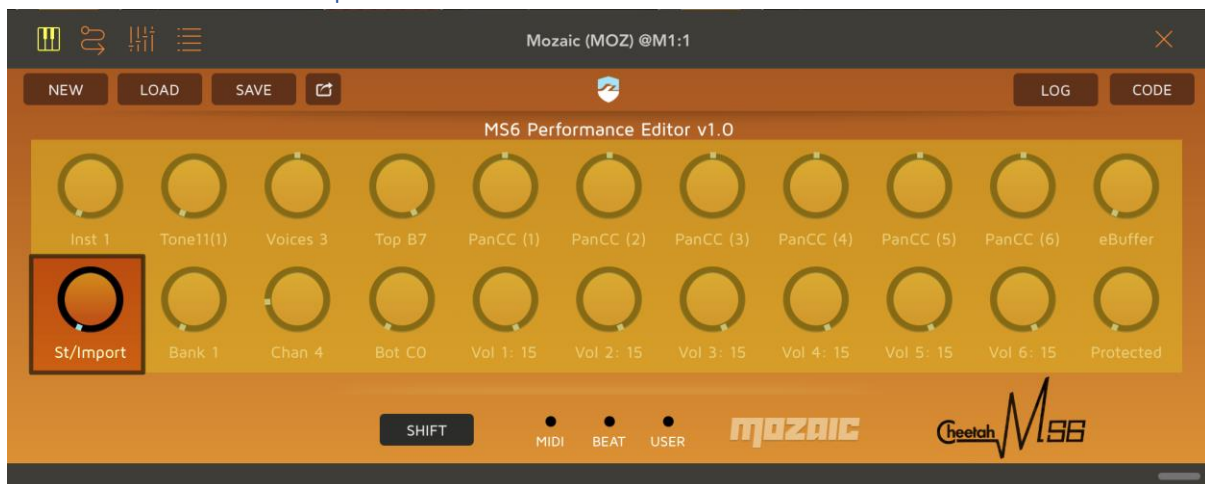 Mozaic (MOZ) @M1:1
NEW LOAD SAVE LOG CODE
MS6 Performance Editor v1.0
Inst 1 Tone11(1) Voices 3 Top B7 PanCC (1) PanCC (2) PanCC (3) PanCC (4) PanCC (5) PanCC (6) eBuffer
St/Import Bank 1 Chan 4 Bot C0 Vol 1: 15 Vol 2: 15 Vol 3: 15 Vol 4: 15 Vol 5: 15 Vol 6: 15 Protected
SHIFT MIDI BEAT USER mozaic Cheetah MS6